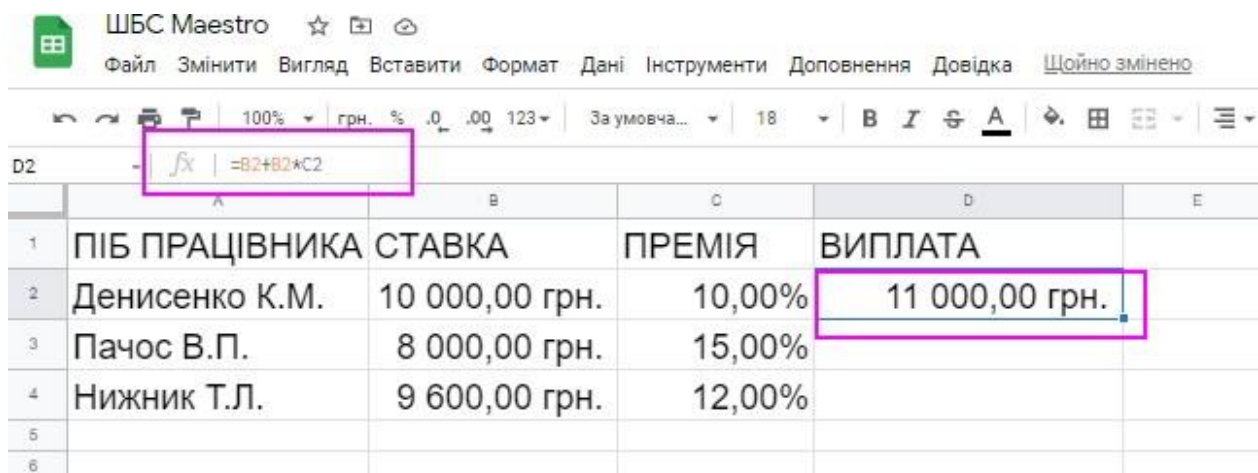 ШБС Maestro
Файл Змінити Вигляд Вставити Формат Дані Інструменти Доповнення Довідка Щойно змінено
100% грн. % .0 .00 123 За умовча... 18 B I S A
D2 fx =B2+B2*C2
A B C D E
1 ПІБ ПРАЦІВНИКА СТАВКА ПРЕМІЯ ВИПЛАТА
2 Денисенко К.М. 10 000,00 грн. 10,00% 11 000,00 грн.
3 Пачос В.П. 8 000,00 грн. 15,00%
4 Нижник Т.Л. 9 600,00 грн. 12,00%
5
6